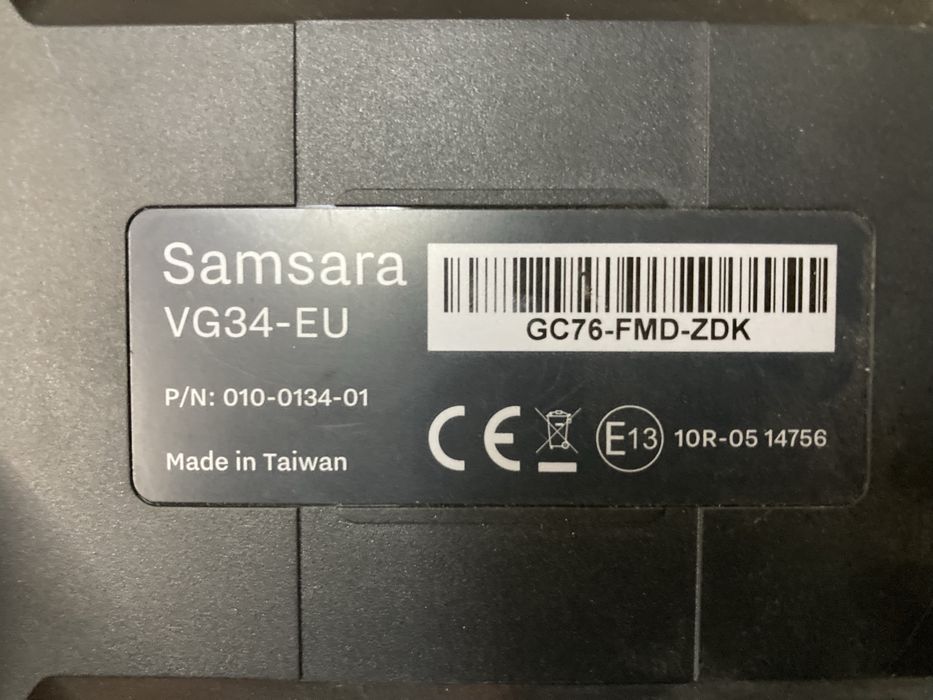 Samsara
VG34-EU
GC76-FMD-ZDK
P/N: 010-0134-01
Made in Taiwan
CE
E13 10R-05 14756